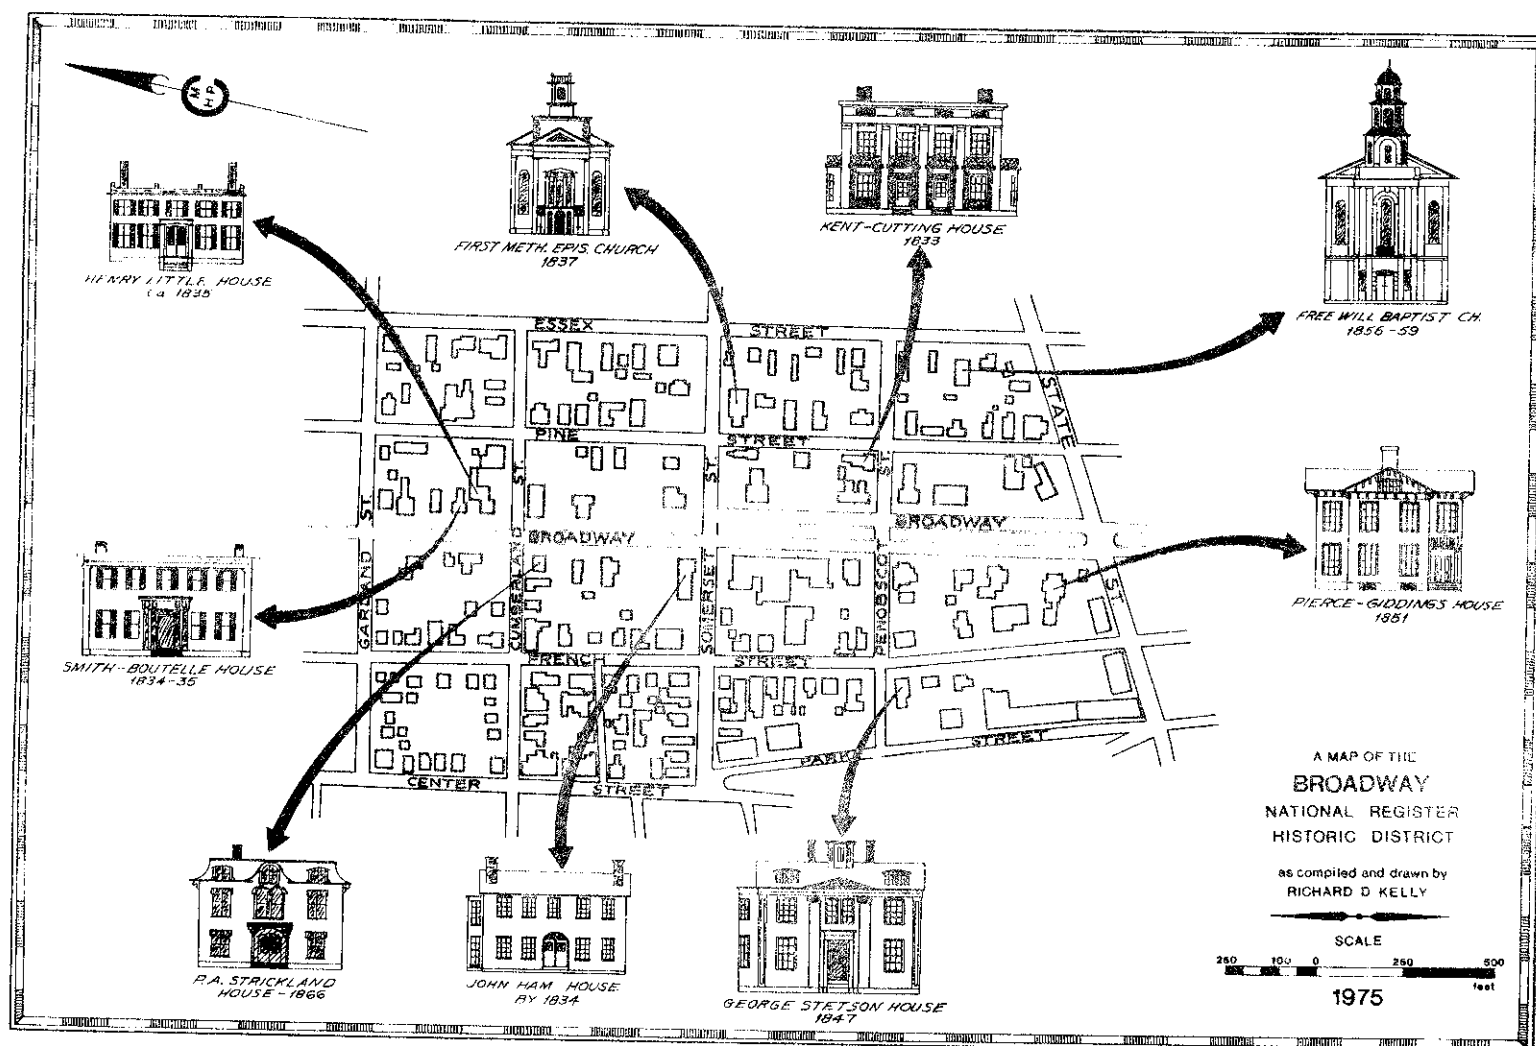 M
H P
FIRST METH. EPIS. CHURCH
1837
KENT-CUTTING HOUSE
1833
FREE WILL BAPTIST CH.
1856-59
HENRY LITTLE HOUSE
ca 1835
ESSEX STREET
STATE ST
PINE STREET
GARLAND ST.
CUMBERLAND ST.
SOMERSET ST.
PENOBSCOT ST
BROADWAY
BROADWAY
FRENCH STREET
PARK STREET
CENTER STREET
SMITH-BOUTELLE HOUSE
1834-35
PIERCE-GIDDINGS HOUSE
1851
P.A. STRICKLAND
HOUSE-1866
JOHN HAM HOUSE
BY 1834
GEORGE STETSON HOUSE
1847
A MAP OF THE
BROADWAY
NATIONAL REGISTER
HISTORIC DISTRICT
as compiled and drawn by
RICHARD D KELLY
SCALE
250 100 0 250 500
feet
1975